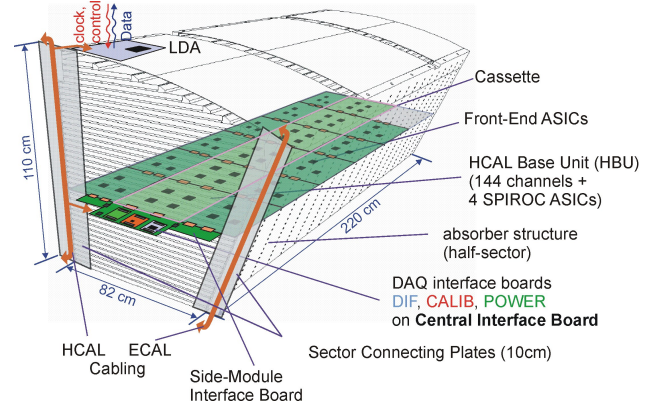 clock,
control
Data
LDA
Cassette
Front-End ASICs
HCAL Base Unit (HBU)
(144 channels +
4 SPIROC ASICs)
110 cm
220 cm
absorber structure
(half-sector)
82 cm
DAQ interface boards
DIF, CALIB, POWER
on Central Interface Board
HCAL ECAL
Cabling
Sector Connecting Plates (10cm)
Side-Module
Interface Board